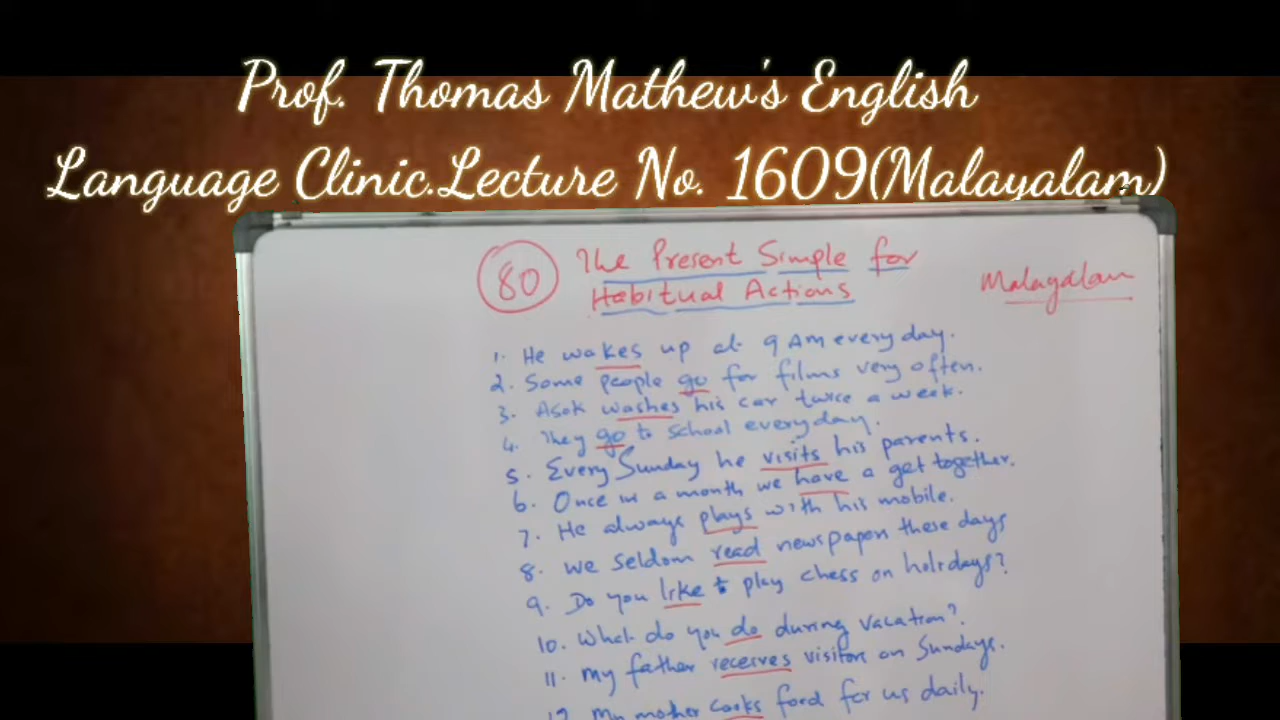 Prof. Thomas Mathew's English
Language Clinic.Lecture No. 1609(Malayalam)
80 The Present Simple for
Habitual Actions
Malayalam
1. He wakes up at 9 AM everyday.
2. Some people go for films very often.
3. Asok washes his car twice a week.
4. They go to school everyday.
5. Every Sunday he visits his parents.
6. Once in a month we have a get together.
7. He always plays with his mobile.
8. We seldom read newspapers these days
9. Do you like to play chess on holidays?
10. What do you do during vacation?
11. My father receives visitors on Sundays.
12. My mother cooks food for us daily.